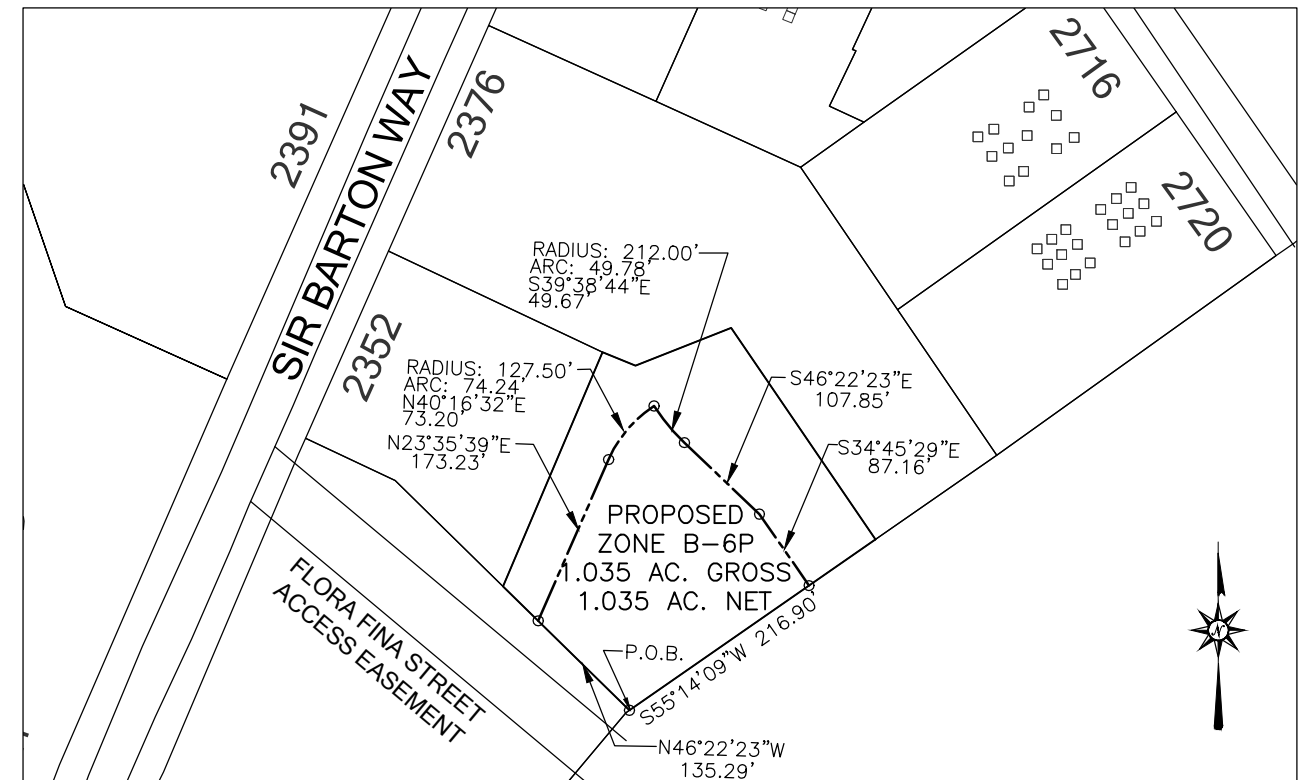 2716
2391
SIR BARTON WAY
2376
2720
RADIUS: 212.00'
ARC: 49.78'
S39°38'44"E
49.67'
2352
RADIUS: 127.50'
ARC: 74.24'
N40°16'32"E
73.20'
N23°35'39"E
173.23'
S46°22'23"E
107.85'
S34°45'29"E
87.16'
PROPOSED
ZONE B-6P
1.035 AC. GROSS
1.035 AC. NET
FLORA FINA STREET
ACCESS EASEMENT
P.O.B.
S55°14'09"W 216.90'
N46°22'23"W
135.29'
N